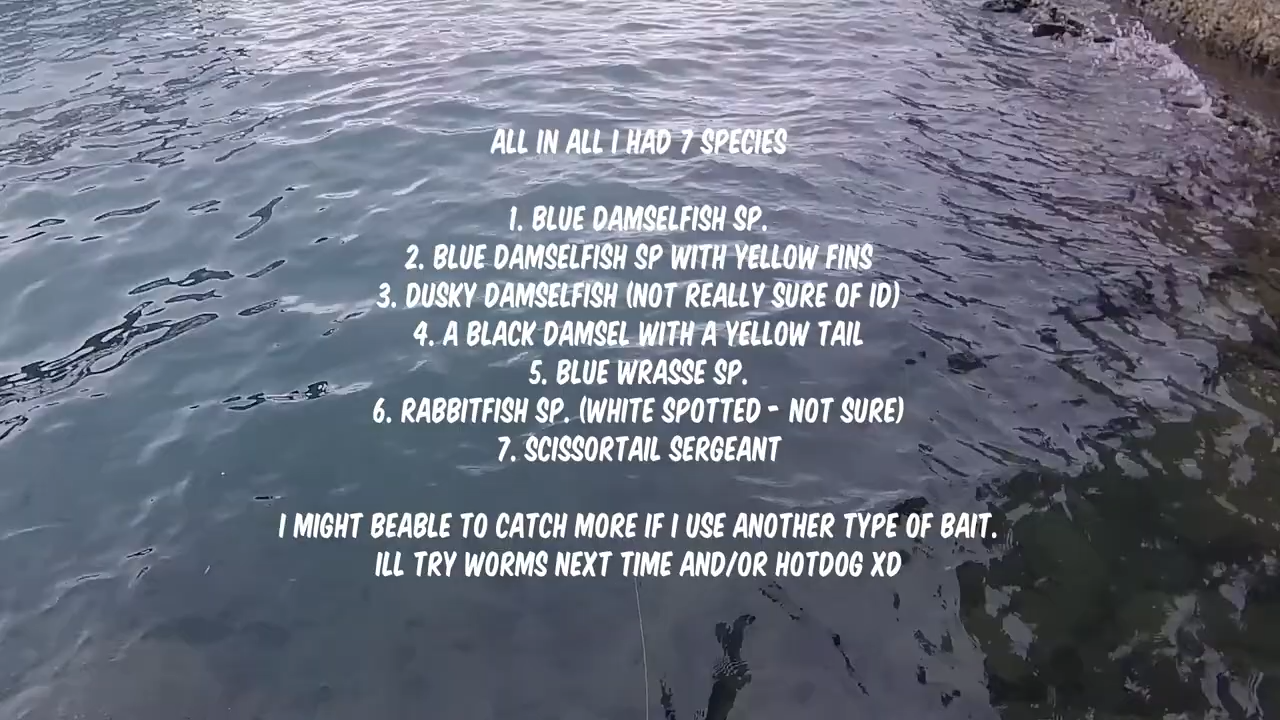 ALL IN ALL I HAD 7 SPECIES
1. BLUE DAMSELFISH SP.
2. BLUE DAMSELFISH SP WITH YELLOW FINS
3. DUSKY DAMSELFISH (NOT REALLY SURE OF ID)
4. A BLACK DAMSEL WITH A YELLOW TAIL
5. BLUE WRASSE SP.
6. RABBITFISH SP. (WHITE SPOTTED - NOT SURE)
7. SCISSORTAIL SERGEANT
I MIGHT BEABLE TO CATCH MORE IF I USE ANOTHER TYPE OF BAIT.
ILL TRY WORMS NEXT TIME AND/OR HOTDOG XD